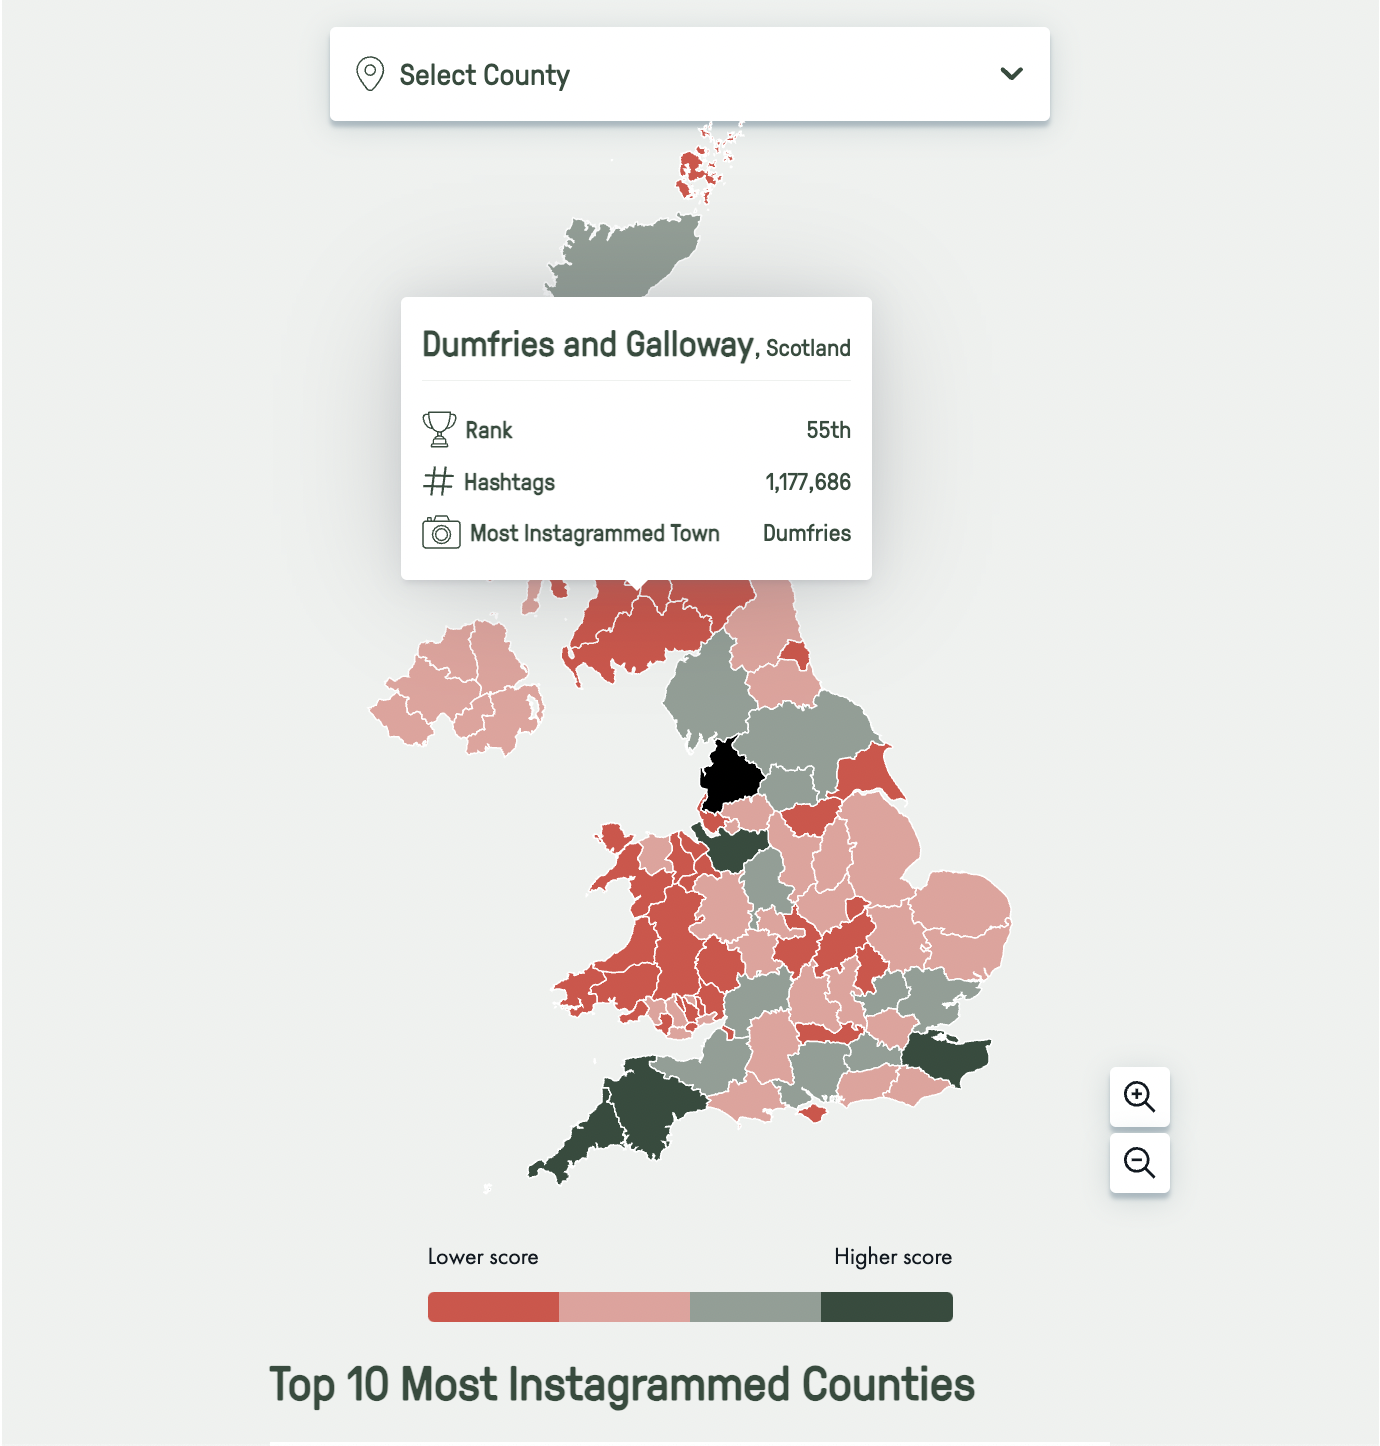 Select County
Dumfries and Galloway, Scotland
Rank 55th
Hashtags 1,177,686
Most Instagrammed Town Dumfries
Lower score Higher score
Top 10 Most Instagrammed Counties